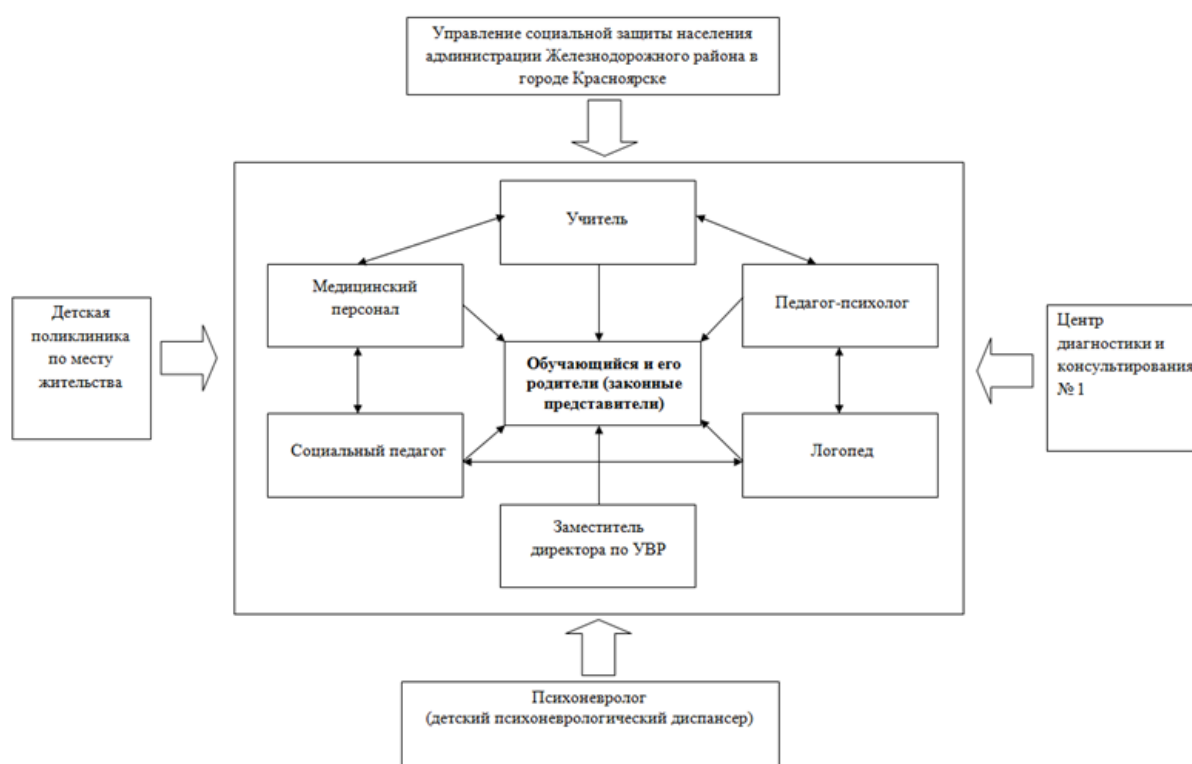 Управление социальной защиты населения
администрации Железнодорожного района в
городе Красноярске
Учитель
Медицинский
персонал
Педагог-психолог
Детская
поликлиника
по месту
жительства
Центр
диагностики и
консультирования
№ 1
Обучающийся и его
родители (законные
представители)
Социальный педагог
Логопед
Заместитель
директора по УВР
Психоневролог
(детский психоневрологический диспансер)